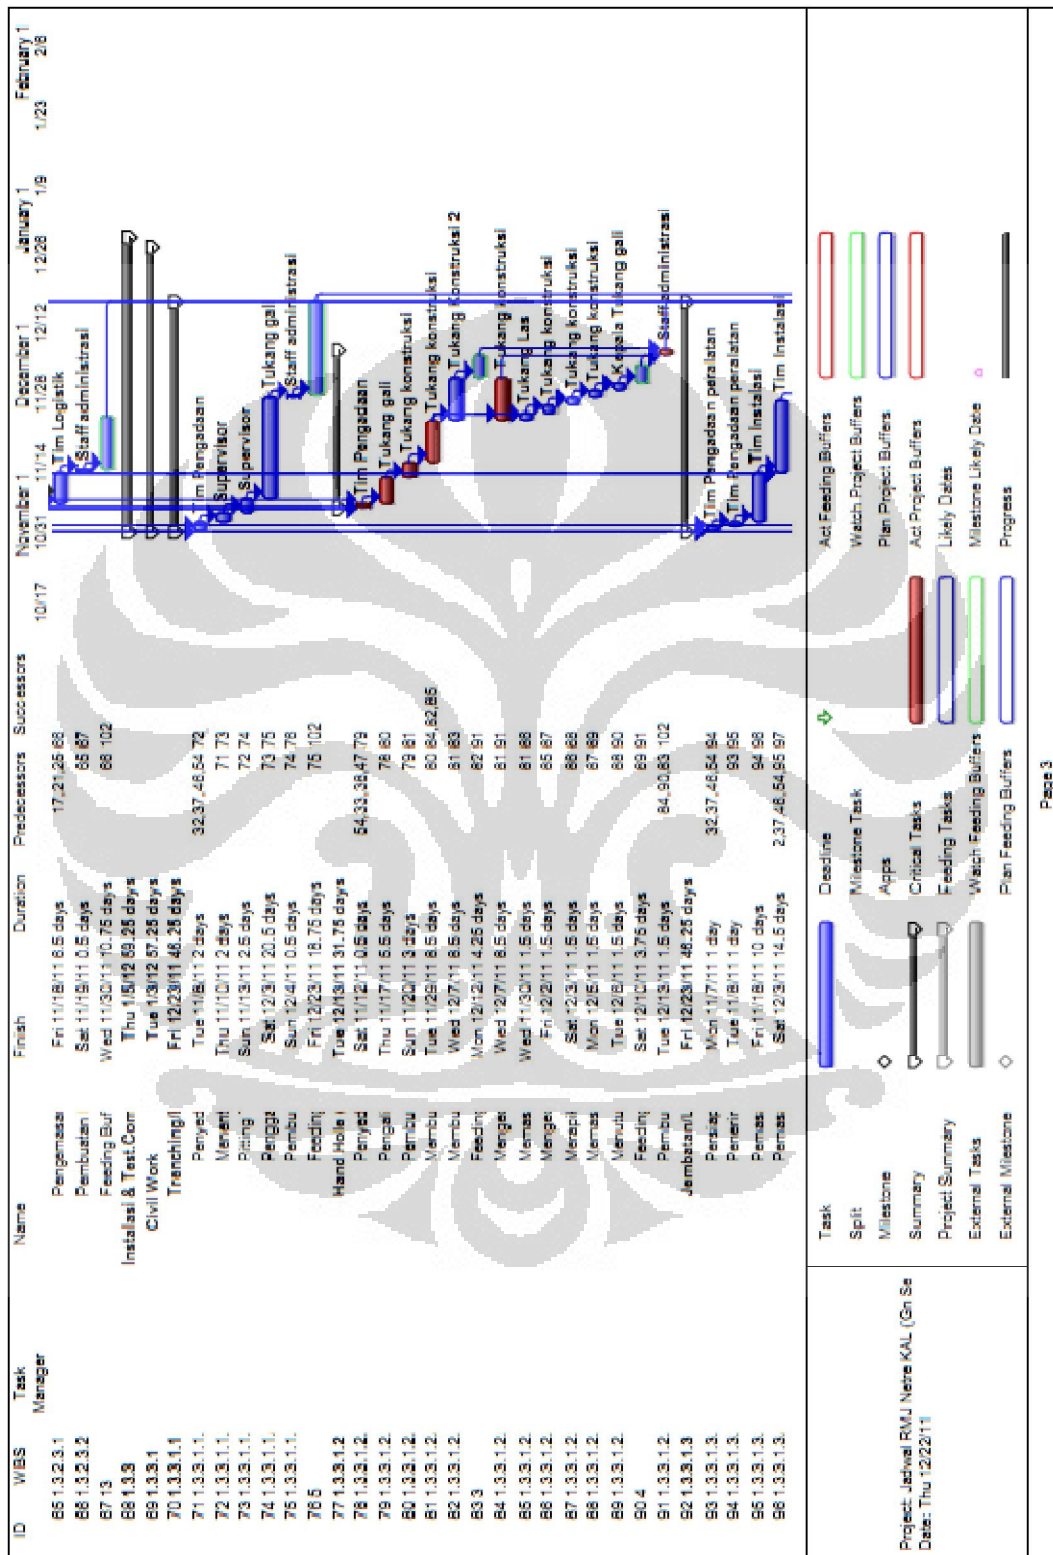 ID WBS Task Manager Name Finish Duration Predecessors Successors
November 1 December 1 January 1 February 1
10/17 10/31 11/14 11/28 12/12 12/26 1/9 1/23 2/6
65 1.3.2.3.1 Pengemasan Fri 11/18/11 6.5 days 17,21,25 66 Tim Logistik
66 1.3.2.3.2 Pembuatan Sat 11/19/11 0.5 days 65 67 Staff administrasi
67 13 Feeding Buf Wed 11/30/11 10.75 days 66 102
68 1.3.3 Installasi & Test.Com Thu 1/5/12 59.25 days
69 1.3.3.1 Civil Work Tue 1/3/12 57.25 days
70 1.3.3.1.1 Trenching/ Fri 12/23/11 46.25 days
71 1.3.3.1.1. Penyed Tue 11/8/11 2 days 32,37,48,54 72 Tim Pengadaan
72 1.3.3.1.1. Thu 11/10/11 2 days 71 73 Supervisor
73 1.3.3.1.1. Pitting Sun 11/13/11 2.5 days 72 74 Supervisor
74 1.3.3.1.1. Pengga Sat 12/3/11 20.5 days 73 75 Tukang gali
75 1.3.3.1.1. Pembu Sun 12/4/11 0.5 days 74 76 Staff administrasi
76 5 Feeding Fri 12/23/11 18.75 days 75 102
77 1.3.3.1.2 Hand Holle Tue 12/13/11 31.75 days
78 1.3.3.1.2. Penyed Sat 11/12/11 0.5 days 54,33,38,47 79 Tim Pengadaan
79 1.3.3.1.2. Pengali Thu 11/17/11 5.5 days 78 80 Tukang gali
80 1.3.3.1.2. Pembu Sun 11/20/11 3 days 79 81 Tukang konstruksi
81 1.3.3.1.2. Membu Tue 11/29/11 8.5 days 80 84,82,85 Tukang konstruksi
82 1.3.3.1.2. Membu Wed 12/7/11 8.5 days 81 83 Tukang Konstruksi 2
83 3 Feeding Mon 12/12/11 4.25 days 82 91
84 1.3.3.1.2. Menger Wed 12/7/11 8.5 days 81 91 Tukang konstruksi
85 1.3.3.1.2. Memas Wed 11/30/11 1.5 days 81 86 Tukang Las
86 1.3.3.1.2. Menger Fri 12/2/11 1.5 days 85 87 Tukang konstruksi
87 1.3.3.1.2. Melapi Sat 12/3/11 1.5 days 86 88 Tukang konstruksi
88 1.3.3.1.2. Memas Mon 12/5/11 1.5 days 87 89 Tukang konstruksi
89 1.3.3.1.2. Menutu Tue 12/6/11 1.5 days 88 90 Kepala Tukang gali
90 4 Feeding Sat 12/10/11 3.75 days 89 91
91 1.3.3.1.2. Pembu Tue 12/13/11 1.5 days 84,90,83 102 Staff administrasi
92 1.3.3.1.3 Jembatan/L Fri 12/23/11 46.25 days
93 1.3.3.1.3. Persiap Mon 11/7/11 1 day 32,37,48,54 94 Tim Pengadaan peralatan
94 1.3.3.1.3. Penerir Tue 11/8/11 1 day 93 95 Tim Pengadaan peralatan
95 1.3.3.1.3. Pemas Fri 11/18/11 10 days 94 96 Tim Instalasi
96 1.3.3.1.3. Pemas Sat 12/3/11 14.5 days 2,37,48,54,95 97 Tim Instalasi
Project: Jadwal RMJ Netre KAL (Gn Se
Date: Thu 12/22/11
Task Deadline Act Feeding Buffers
Split Milestone Task Watch Project Buffers
Milestone Apps Plan Project Buffers
Summary Critical Tasks Act Project Buffers
Project Summary Feeding Tasks Likely Dates
External Tasks Watch Feeding Buffers Milestone Likely Date
External Milestone Plan Feeding Buffers Progress
Page 3